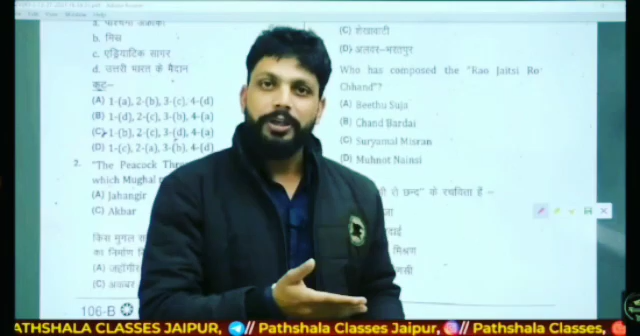 b. मिस्र
c. एड्रियाटिक सागर
d. उत्तरी भारत के मैदान
कूट–
(A) 1-(a), 2-(b), 3-(c), 4-(d)
(B) 1-(d), 2-(c), 3-(b), 4-(a)
(C) 1-(b), 2-(c), 3-(d), 4-(a)
(D) 1-(c), 2-(a), 3-(b), 4-(d)
2. "The Peacock
which Mughal
(A) Jahangir
(C) Akbar
किस मुगल
का निर्माण
(A) जहाँगीर
(C) अकबर
106-B
(C) शेखावाटी
(D) अलवर-भरतपुर
Who has composed the "Rao Jaitsi Ro
Chhand"?
(A) Beethu Suja
(B) Chand Bardai
(C) Suryamal Misran
(D) Muhnot Nainsi
रो छन्द" के रचयिता हैं –
मिश्रण
ATHSHALA CLASSES JAIPUR, // Pathshala Classes Jaipur, // Pathshala Classes,